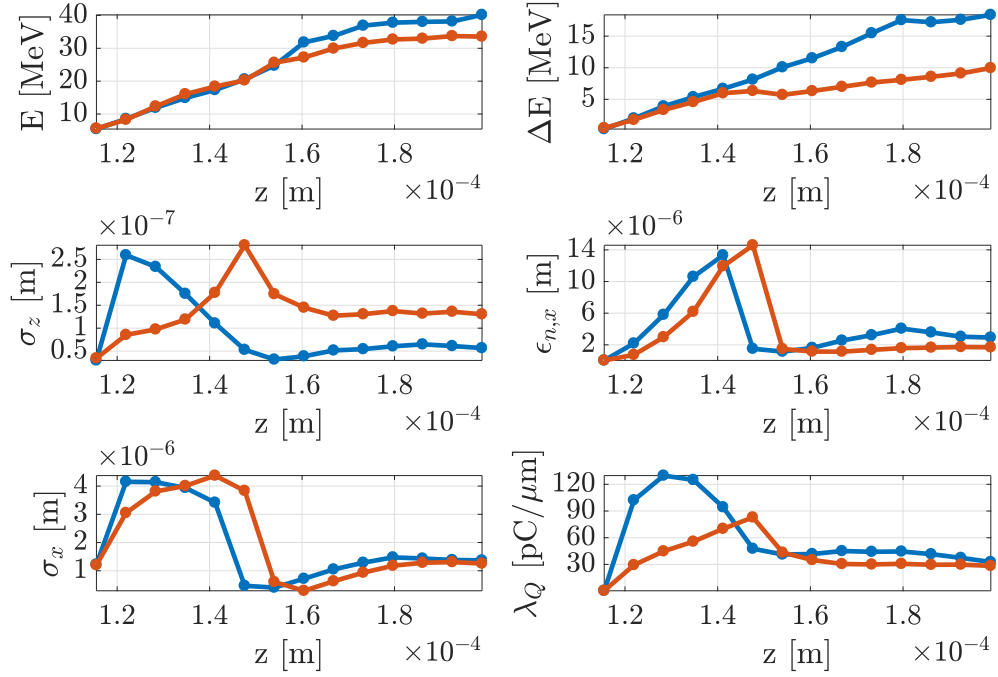 40
30
20
10
E [MeV]
1.2 1.4 1.6 1.8
z [m]
×10⁻⁴
15
10
5
ΔE [MeV]
1.2 1.4 1.6 1.8
z [m]
×10⁻⁴
×10⁻⁷
2.5
1.5
0.5
σ_z [m]
1.2 1.4 1.6 1.8
z [m]
×10⁻⁴
×10⁻⁶
14
10
6
2
ϵ_{n,x} [m]
1.2 1.4 1.6 1.8
z [m]
×10⁻⁴
×10⁻⁶
4
3
2
1
σ_x [m]
1.2 1.4 1.6 1.8
z [m]
×10⁻⁴
120
90
60
30
λ_Q [pC/μm]
1.2 1.4 1.6 1.8
z [m]
×10⁻⁴